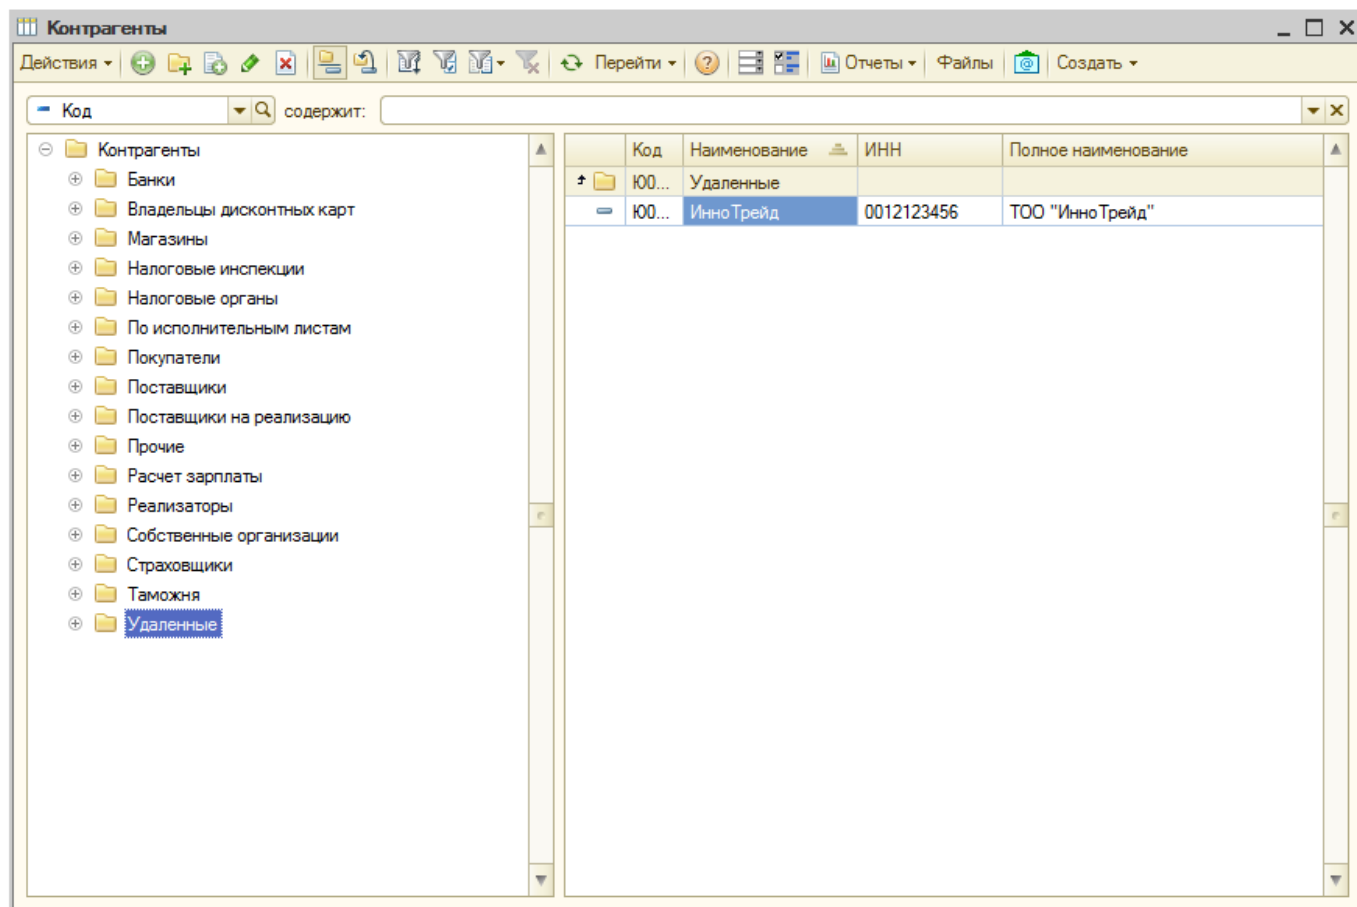 Контрагенты
Действия Перейти Отчеты Файлы Создать
Код содержит:
Контрагенты
Банки
Владельцы дисконтных карт
Магазины
Налоговые инспекции
Налоговые органы
По исполнительным листам
Покупатели
Поставщики
Поставщики на реализацию
Прочие
Расчет зарплаты
Реализаторы
Собственные организации
Страховщики
Таможня
Удаленные
Код Наименование ИНН Полное наименование
Ю00... Удаленные
Ю00... ИнноТрейд 0012123456 ТОО "ИнноТрейд"